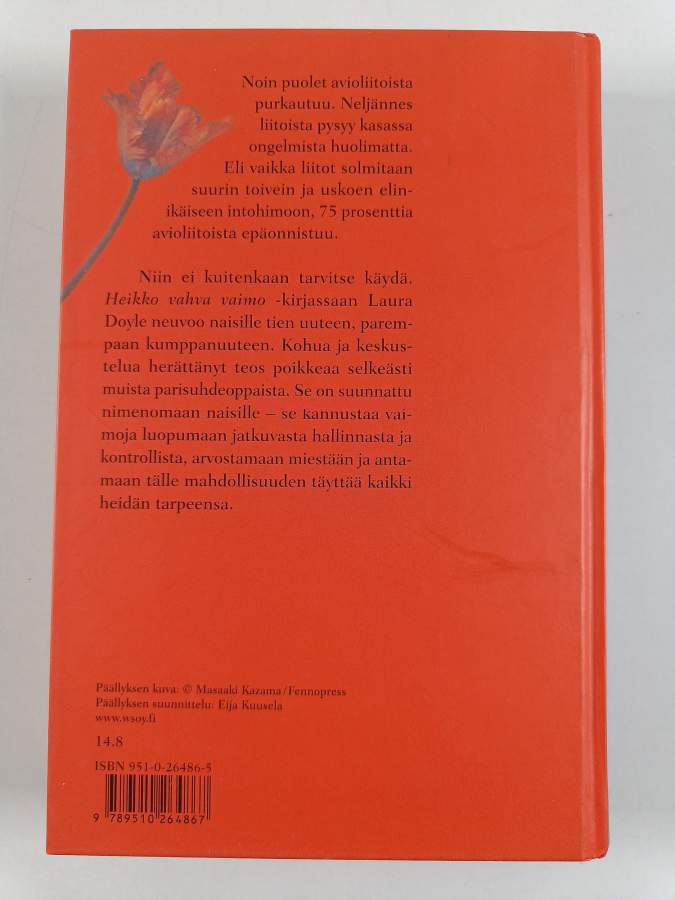 Noin puolet avioliitoista
purkautuu. Neljännes
liitoista pysyy kasassa
ongelmista huolimatta.
Eli vaikka liitot solmitaan
suurin toivein ja uskoen elin-
ikäiseen intohimoon, 75 prosenttia
avioliitoista epäonnistuu.
Niin ei kuitenkaan tarvitse käydä.
Heikko vahva vaimo -kirjassaan Laura
Doyle neuvoo naisille tien uuteen, parem-
paan kumppanuuteen. Kohua ja keskus-
telua herättänyt teos poikkeaa selkeästi
muista parisuhdeoppaista. Se on suunnattu
nimenomaan naisille – se kannustaa vai-
moja luopumaan jatkuvasta hallinnasta ja
kontrollista, arvostamaan miestään ja anta-
maan tälle mahdollisuuden täyttää kaikki
heidän tarpeensa.
Päällyksen kuva: © Masaaki Kazama/Fennopress
Päällyksen suunnittelu: Eija Kuusela
www.wsoy.fi
14.8
ISBN 951-0-26486-5
9 789510 264867